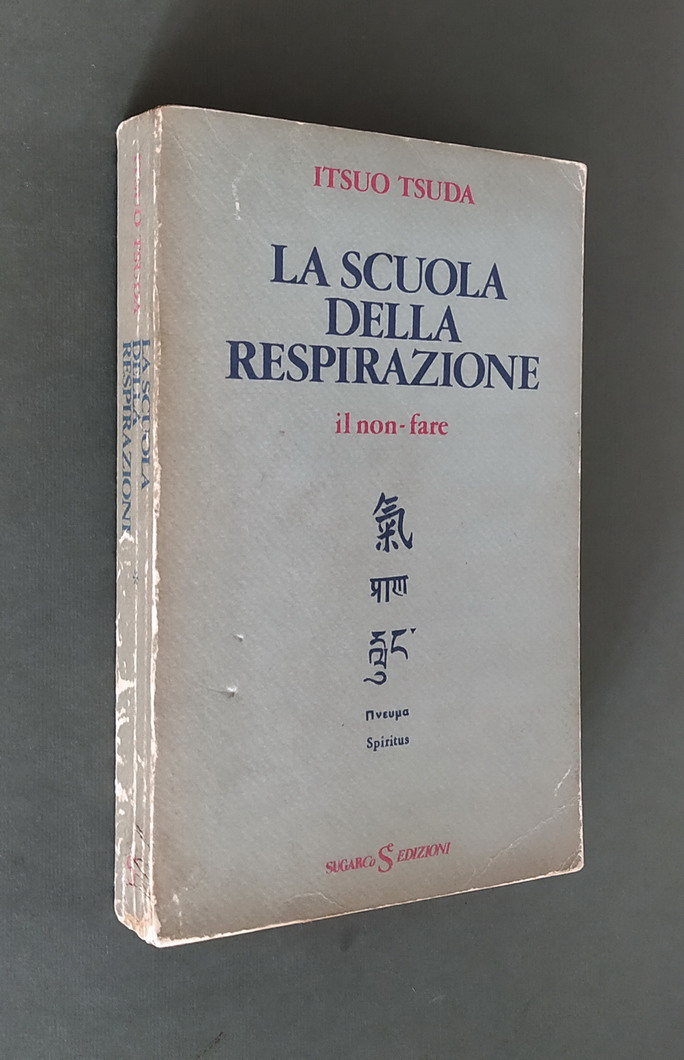 ITSUO TSUDA
LA SCUOLA
DELLA
RESPIRAZIONE
il non-fare
氣
प्राण
རླུང་
Πνευμα
Spiritus
SUGARCo S EDIZIONI
ITSUO TSUDA
LA SCUOLA
DELLA
RESPIRAZIONE